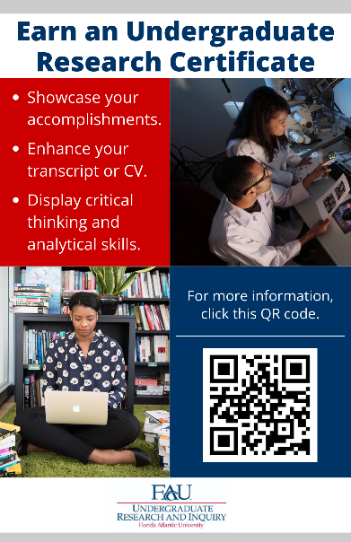 Earn an Undergraduate
Research Certificate
• Showcase your
accomplishments.
• Enhance your
transcript or CV.
• Display critical
thinking and
analytical skills.
For more information,
click this QR code.
FAU
UNDERGRADUATE
RESEARCH AND INQUIRY
Florida Atlantic University